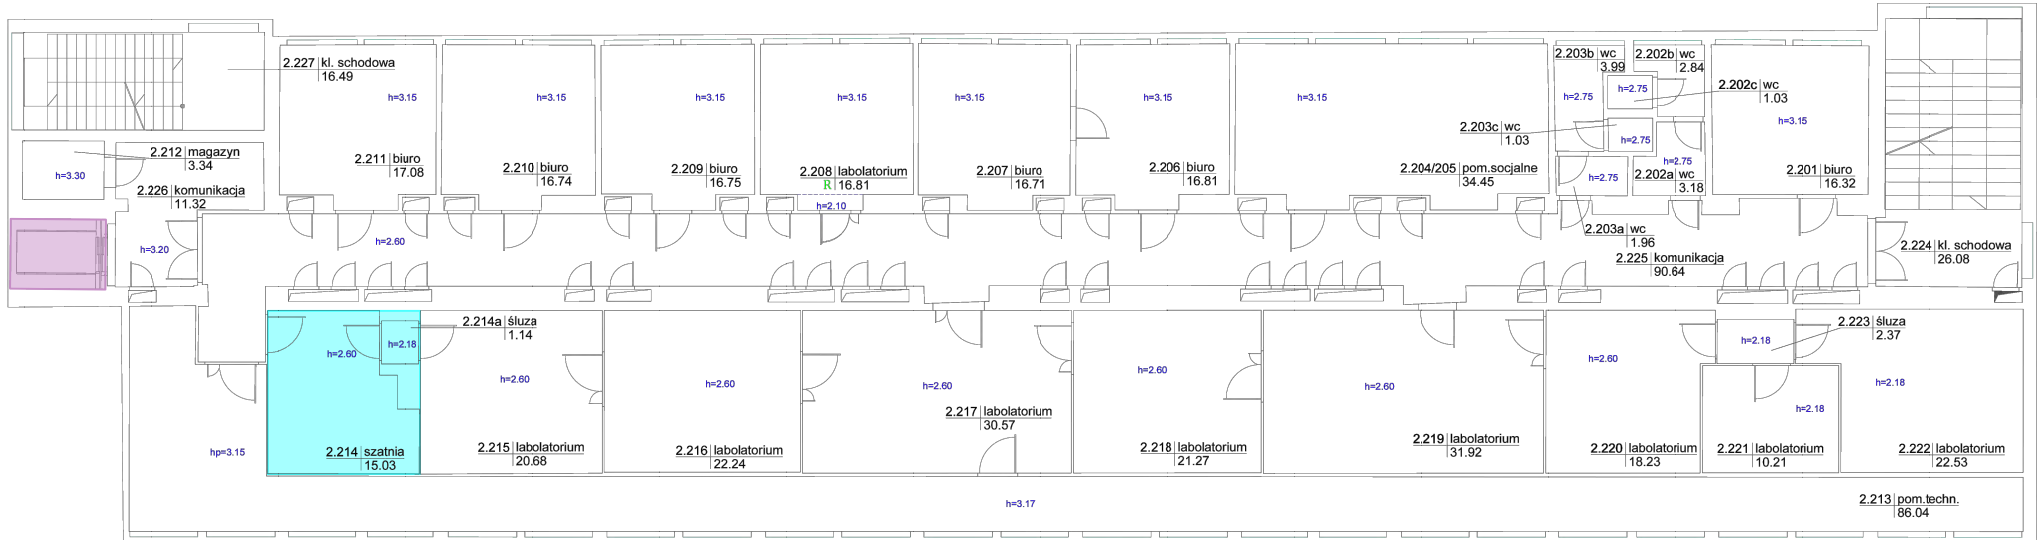 2.227 kl. schodowa
16.49
h=3.15
2.211 biuro
17.08
h=3.15
2.210 biuro
16.74
h=3.15
2.209 biuro
16.75
h=3.15
2.208 labolatorium
R 16.81
h=2.10
h=3.15
2.207 biuro
16.71
h=3.15
2.206 biuro
16.81
h=3.15
2.204/205 pom.socjalne
34.45
2.203b wc
3.99
h=2.75
2.202b wc
2.84
h=2.75
2.202c wc
1.03
2.203c wc
1.03
h=2.75
h=2.75
2.202a wc
3.18
h=2.75
2.203a wc
1.96
h=3.15
2.201 biuro
16.32
2.212 magazyn
3.34
h=3.30
2.226 komunikacja
11.32
h=3.20
h=2.60
2.225 komunikacja
90.64
2.224 kl. schodowa
26.08
2.214a śluza
1.14
h=2.60
h=2.18
2.214 szatnia
15.03
h=2.60
2.215 labolatorium
20.68
h=2.60
2.216 labolatorium
22.24
h=2.60
2.217 labolatorium
30.57
h=2.60
2.218 labolatorium
21.27
h=2.60
2.219 labolatorium
31.92
h=2.60
2.220 labolatorium
18.23
h=2.18
2.223 śluza
2.37
h=2.18
2.221 labolatorium
10.21
h=2.18
2.222 labolatorium
22.53
hp=3.15
h=3.17
2.213 pom.techn.
86.04